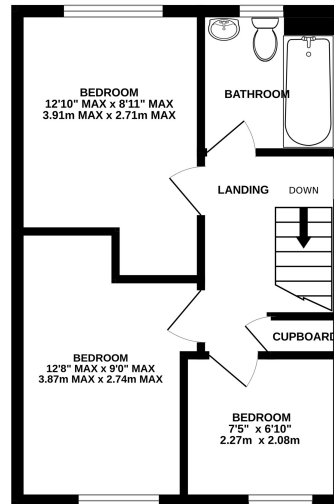 BEDROOM
12'10" MAX x 8'11" MAX
3.91m MAX x 2.71m MAX
BATHROOM
LANDING
DOWN
CUPBOARD
BEDROOM
12'8" MAX x 9'0" MAX
3.87m MAX x 2.74m MAX
BEDROOM
7'5" x 6'10"
2.27m x 2.08m